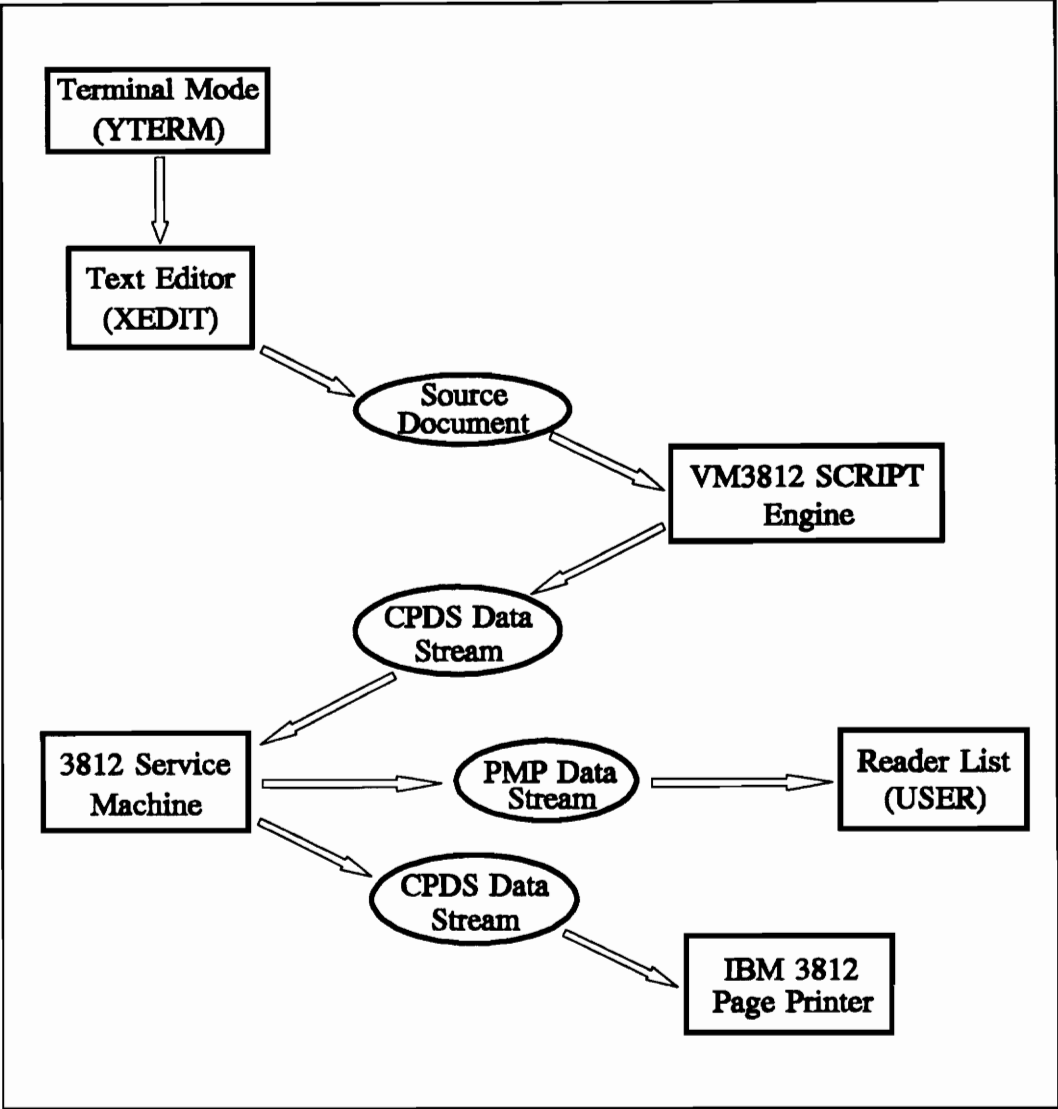 Terminal Mode
(YTERM)
Text Editor
(XEDIT)
Source
Document
VM3812 SCRIPT
Engine
CPDS Data
Stream
3812 Service
Machine
PMP Data
Stream
Reader List
(USER)
CPDS Data
Stream
IBM 3812
Page Printer